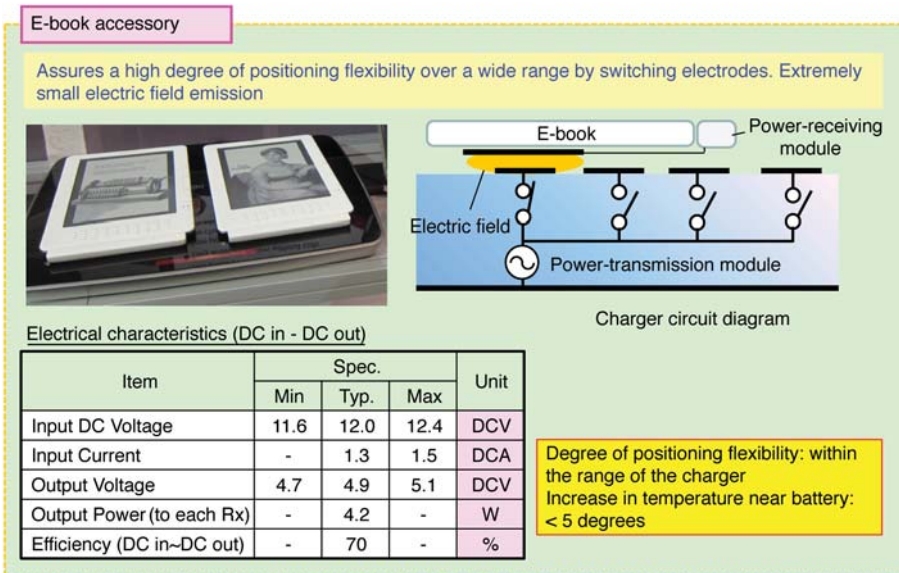 E-book accessory
Assures a high degree of positioning flexibility over a wide range by switching electrodes. Extremely
small electric field emission
E-book
Power-receiving
module
Electric field
Power-transmission module
Charger circuit diagram
Electrical characteristics (DC in - DC out)
Item Spec. Unit
Min Typ. Max
Input DC Voltage 11.6 12.0 12.4 DCV
Input Current - 1.3 1.5 DCA
Output Voltage 4.7 4.9 5.1 DCV
Output Power (to each Rx) - 4.2 - W
Efficiency (DC in~DC out) - 70 - %
Degree of positioning flexibility: within
the range of the charger
Increase in temperature near battery:
< 5 degrees